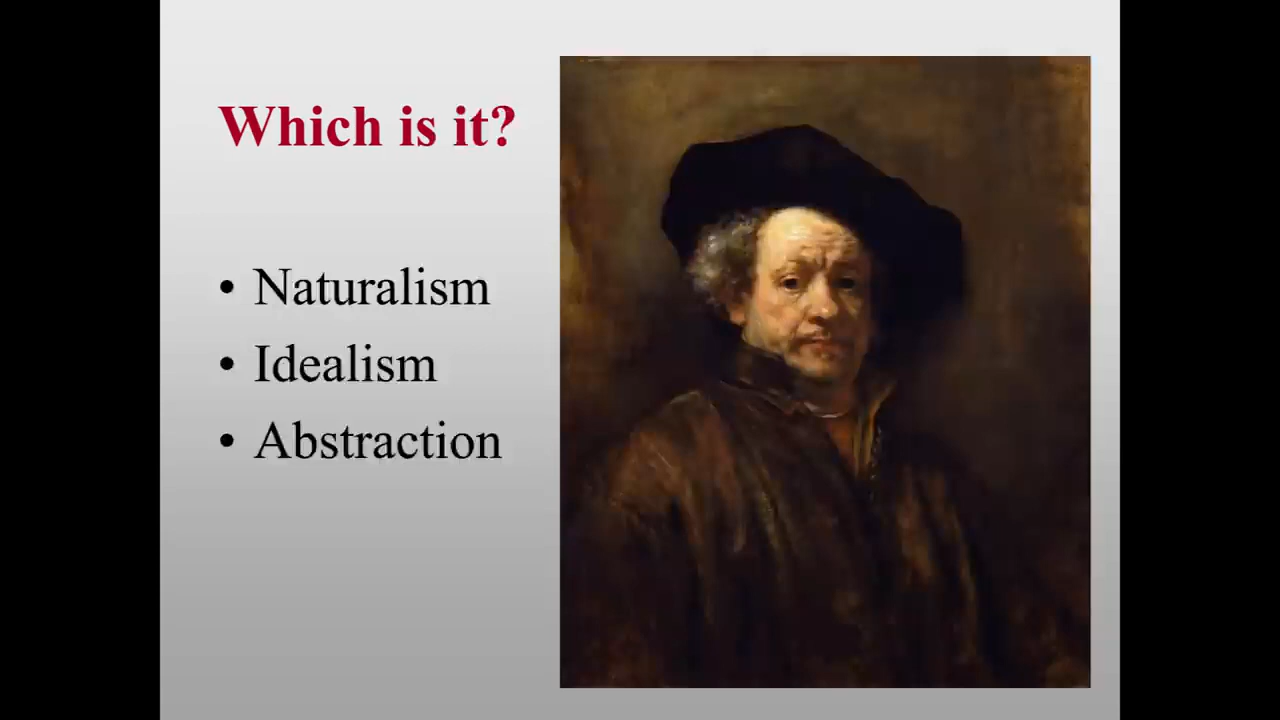 Which is it?
• Naturalism
• Idealism
• Abstraction